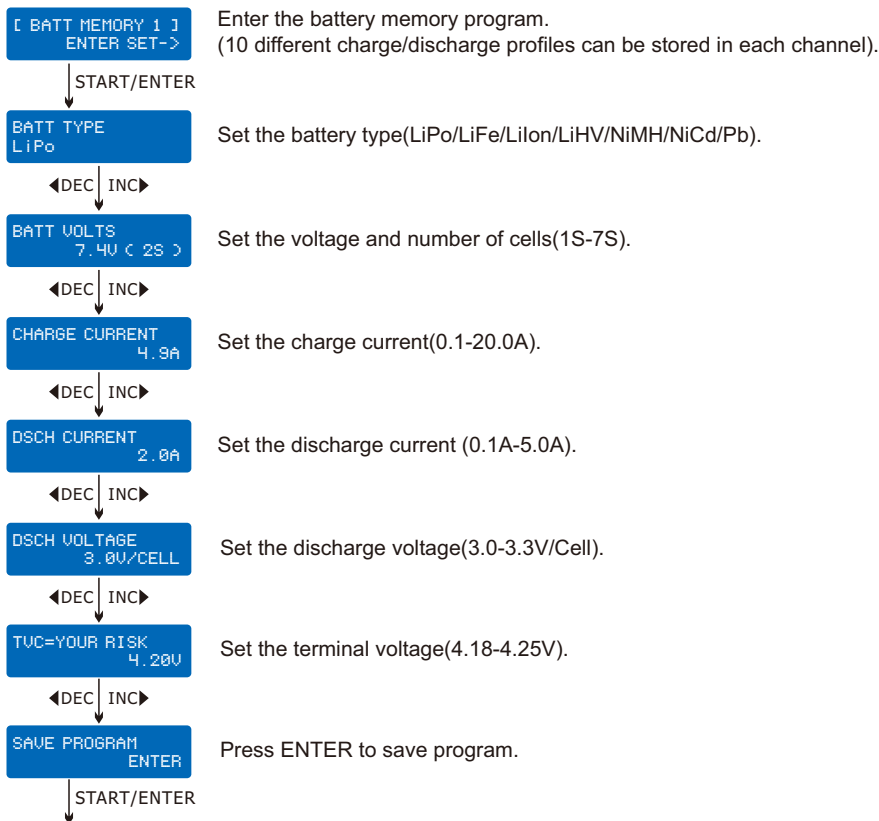 [ BATT MEMORY 1 ]
ENTER SET->
Enter the battery memory program.
(10 different charge/discharge profiles can be stored in each channel).
START/ENTER
BATT TYPE
LiPo
Set the battery type(LiPo/LiFe/LiIon/LiHV/NiMH/NiCd/Pb).
◀DEC INC▶
BATT VOLTS
7.4V ( 2S )
Set the voltage and number of cells(1S-7S).
◀DEC INC▶
CHARGE CURRENT
4.9A
Set the charge current(0.1-20.0A).
◀DEC INC▶
DSCH CURRENT
2.0A
Set the discharge current (0.1A-5.0A).
◀DEC INC▶
DSCH VOLTAGE
3.0V/CELL
Set the discharge voltage(3.0-3.3V/Cell).
◀DEC INC▶
TVC=YOUR RISK
4.20V
Set the terminal voltage(4.18-4.25V).
◀DEC INC▶
SAVE PROGRAM
ENTER
Press ENTER to save program.
START/ENTER